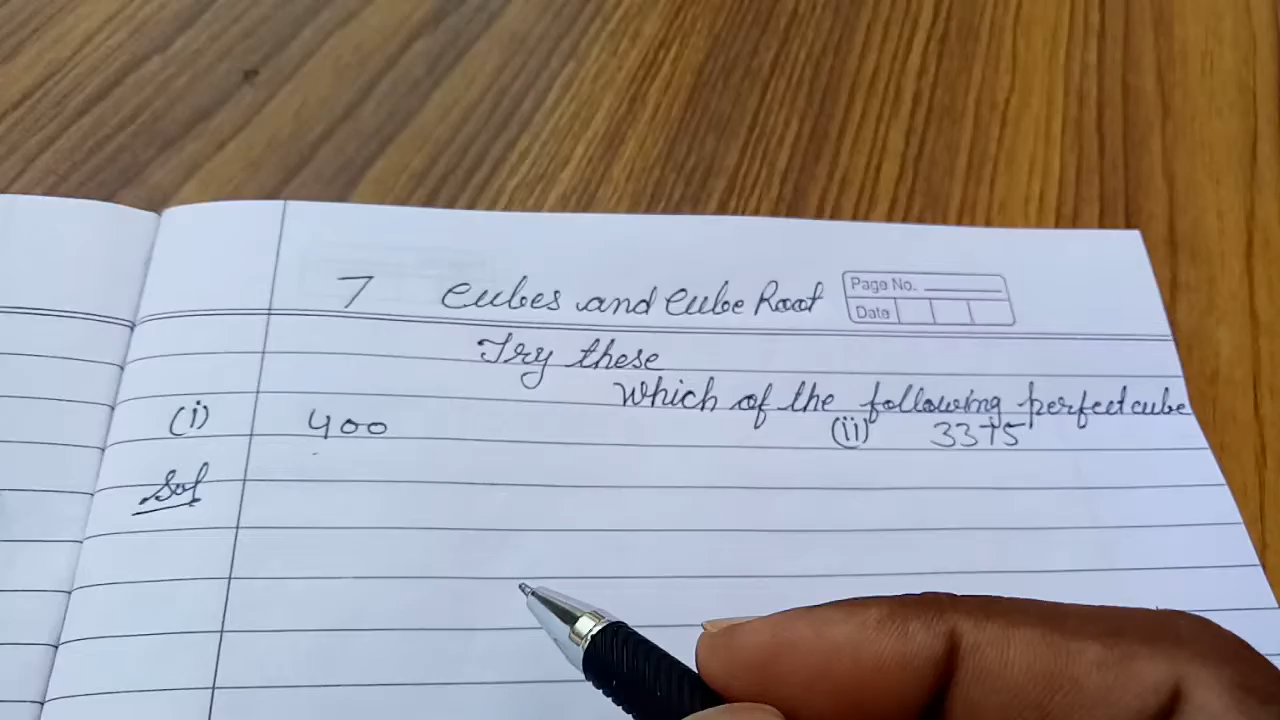 7 Cubes and Cube Root
Page No.
Date
Try these
Which of the following perfect cube
(i) 400 (ii) 3375
Sol